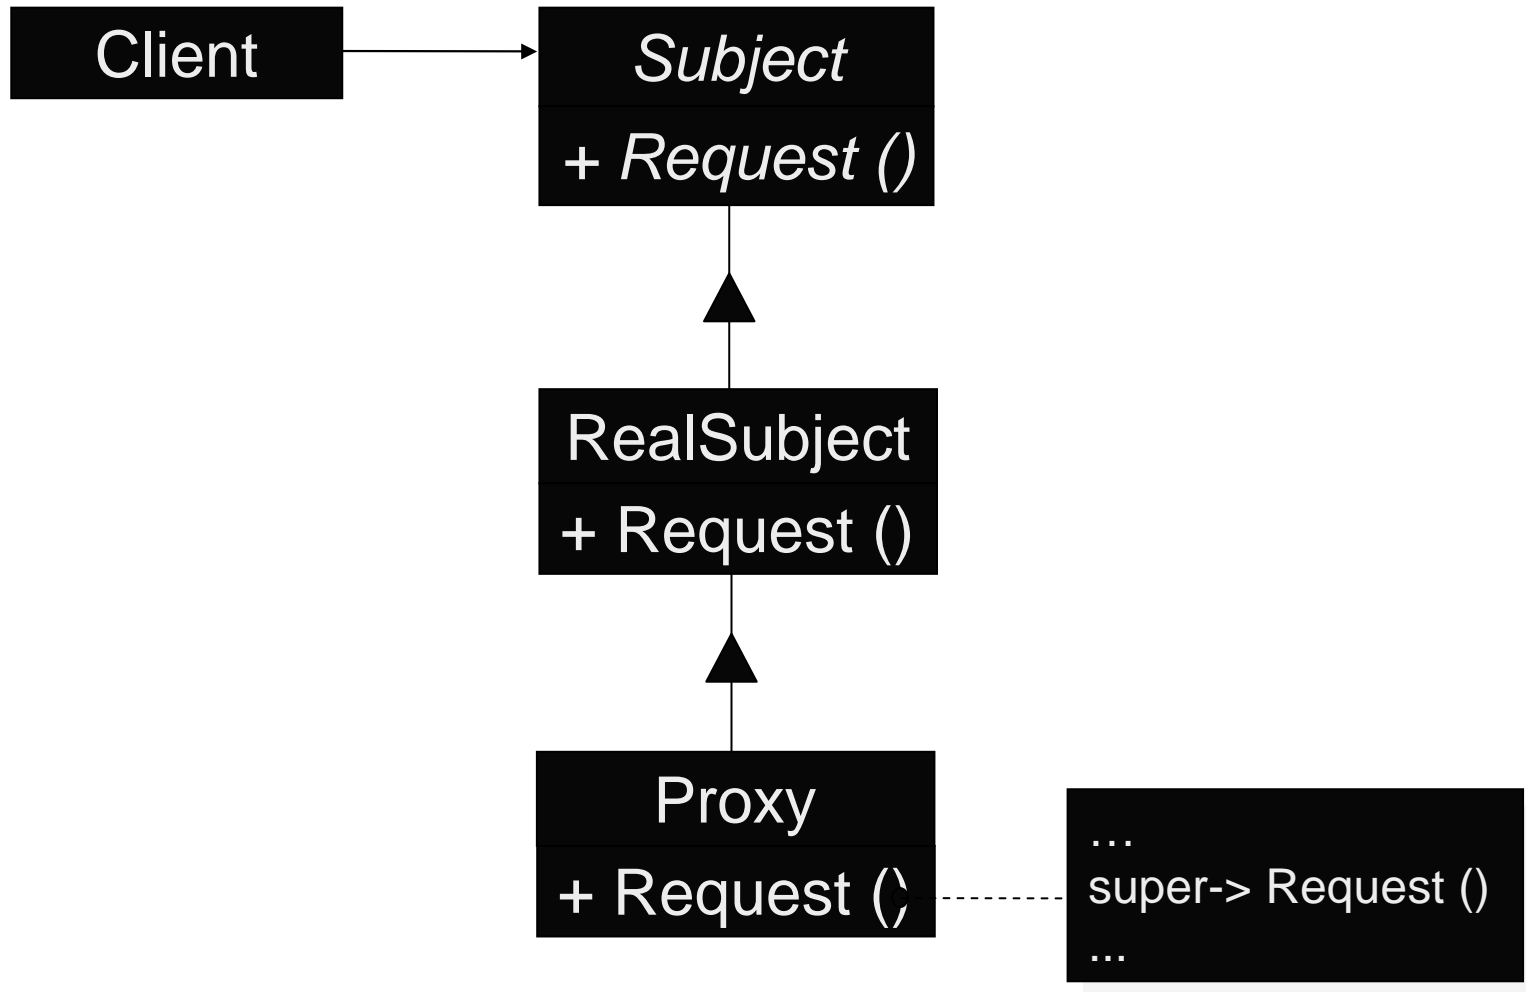 Client
Subject
+ Request ()
RealSubject
+ Request ()
Proxy
+ Request ()
…
super-> Request ()
...